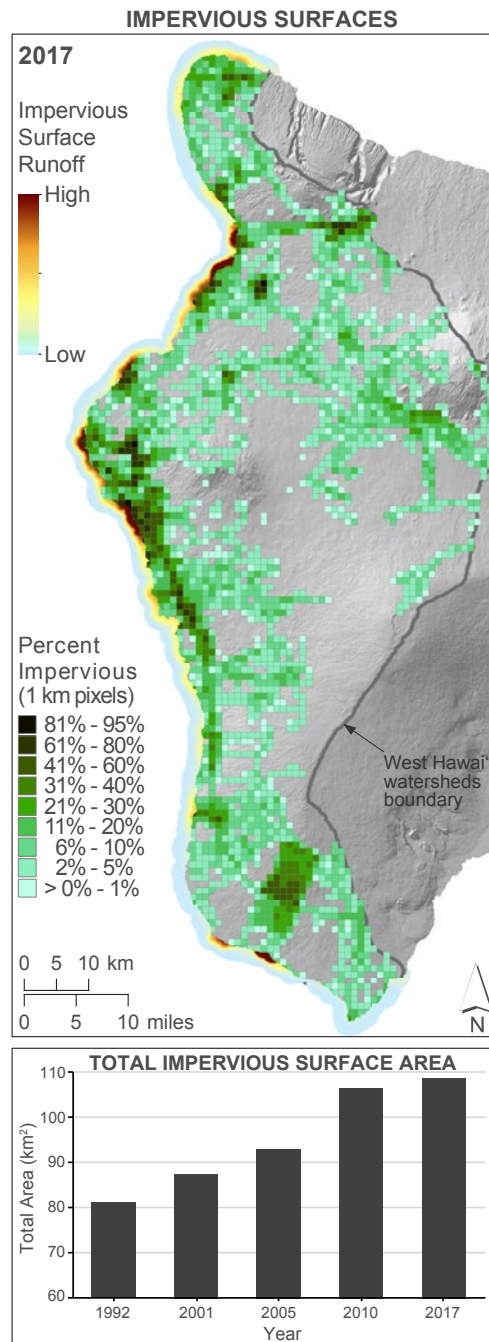 IMPERVIOUS SURFACES
2017
Impervious
Surface
Runoff
High
Low
Percent
Impervious
(1 km pixels)
81% - 95%
61% - 80%
41% - 60%
31% - 40%
21% - 30%
11% - 20%
6% - 10%
2% - 5%
> 0% - 1%
West Hawaiʻ
watersheds
boundary
0 5 10 km
0 5 10 miles
N
TOTAL IMPERVIOUS SURFACE AREA
Total Area (km²)
110
100
90
80
70
60
1992 2001 2005 2010 2017
Year